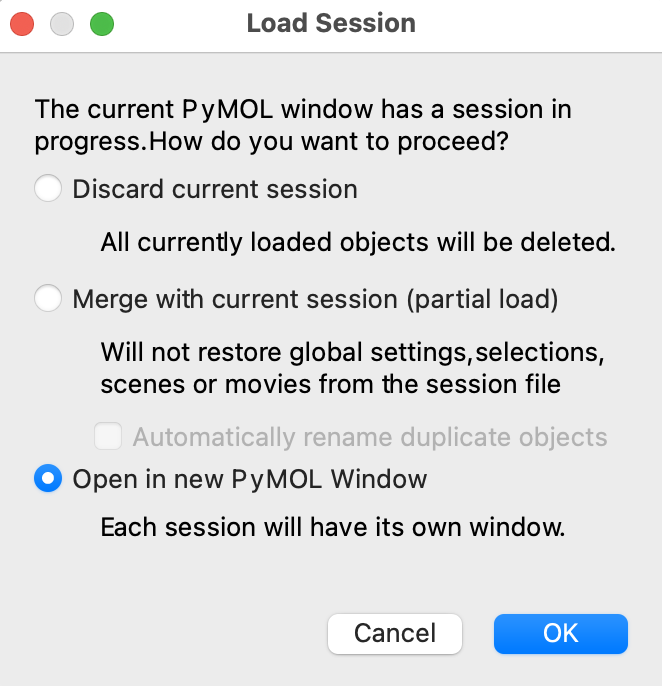 Load Session
The current PyMOL window has a session in
progress.How do you want to proceed?
Discard current session
All currently loaded objects will be deleted.
Merge with current session (partial load)
Will not restore global settings,selections,
scenes or movies from the session file
Automatically rename duplicate objects
Open in new PyMOL Window
Each session will have its own window.
Cancel OK